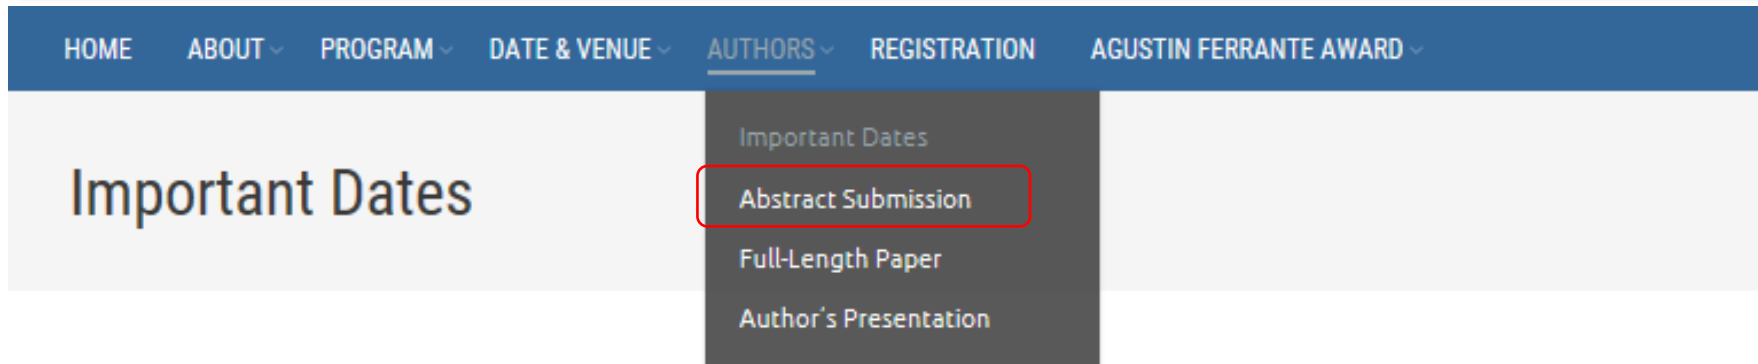 HOME ABOUT PROGRAM DATE & VENUE AUTHORS REGISTRATION AGUSTIN FERRANTE AWARD
Important Dates
Important Dates
Abstract Submission
Full-Length Paper
Author´s Presentation